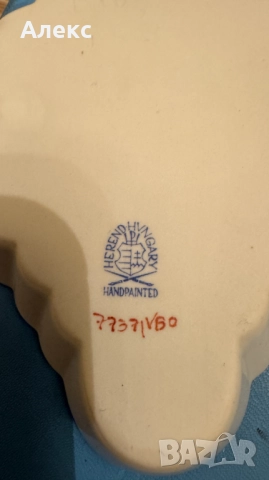 Алекс
HEREND HUNGARY
HANDPAINTED
7737/VBO
BAZAR